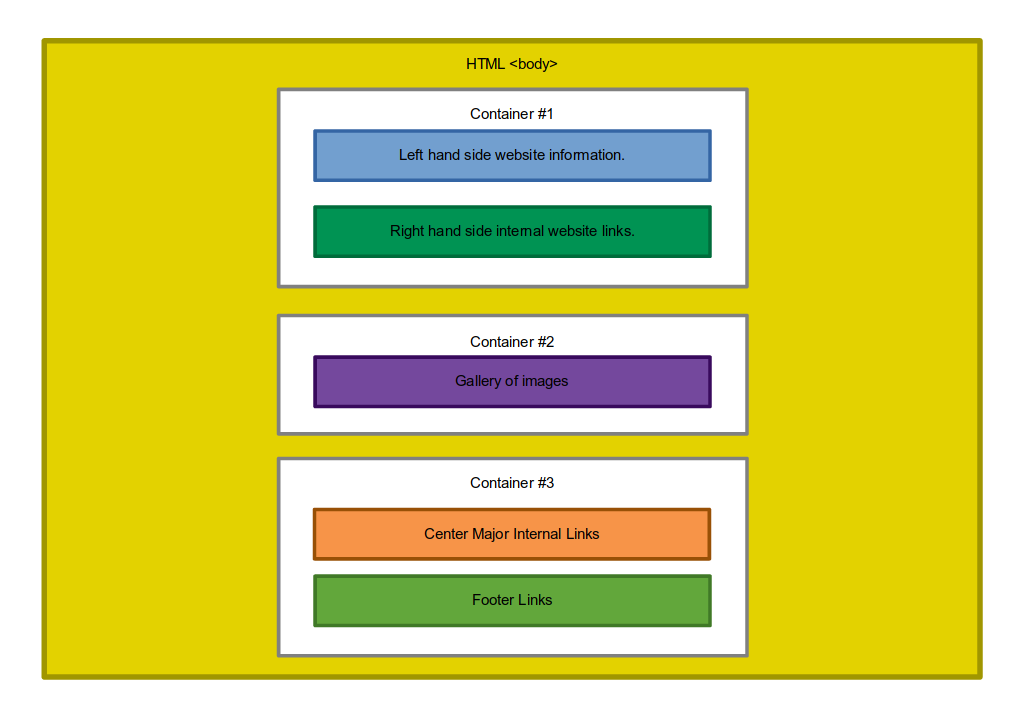 HTML <body>
Container #1
Left hand side website information.
Right hand side internal website links.
Container #2
Gallery of images
Container #3
Center Major Internal Links
Footer Links